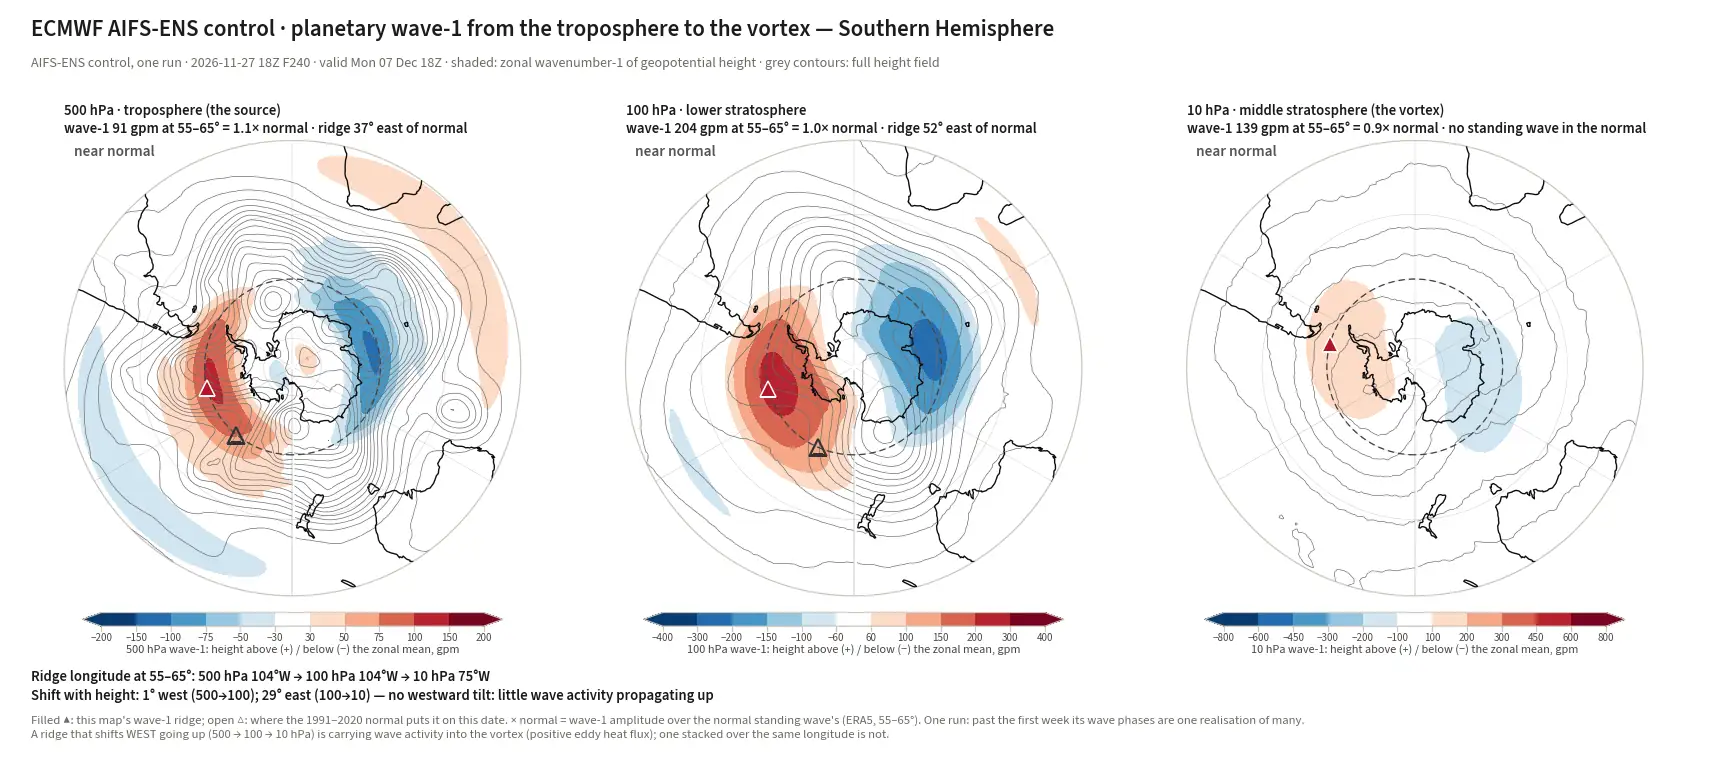 ECMWF AIFS-ENS control · planetary wave-1 from the troposphere to the vortex — Southern Hemisphere
AIFS-ENS control, one run · 2026-11-27 18Z F240 · valid Mon 07 Dec 18Z · shaded: zonal wavenumber-1 of geopotential height · grey contours: full height field
500 hPa · troposphere (the source)
wave-1 91 gpm at 55–65° = 1.1× normal · ridge 37° east of normal
near normal
100 hPa · lower stratosphere
wave-1 204 gpm at 55–65° = 1.0× normal · ridge 52° east of normal
near normal
10 hPa · middle stratosphere (the vortex)
wave-1 139 gpm at 55–65° = 0.9× normal · no standing wave in the normal
near normal
−200 −150 −100 −75 −50 −30 30 50 75 100 150 200
500 hPa wave-1: height above (+) / below (−) the zonal mean, gpm
−400 −300 −200 −150 −100 −60 60 100 150 200 300 400
100 hPa wave-1: height above (+) / below (−) the zonal mean, gpm
−800 −600 −450 −300 −200 −100 100 200 300 450 600 800
10 hPa wave-1: height above (+) / below (−) the zonal mean, gpm
Ridge longitude at 55–65°: 500 hPa 104°W → 100 hPa 104°W → 10 hPa 75°W
Shift with height: 1° west (500→100); 29° east (100→10) — no westward tilt: little wave activity propagating up
Filled ▲: this map's wave-1 ridge; open △: where the 1991–2020 normal puts it on this date. × normal = wave-1 amplitude over the normal standing wave's (ERA5, 55–65°). One run: past the first week its wave phases are one realisation of many.
A ridge that shifts WEST going up (500 → 100 → 10 hPa) is carrying wave activity into the vortex (positive eddy heat flux); one stacked over the same longitude is not.